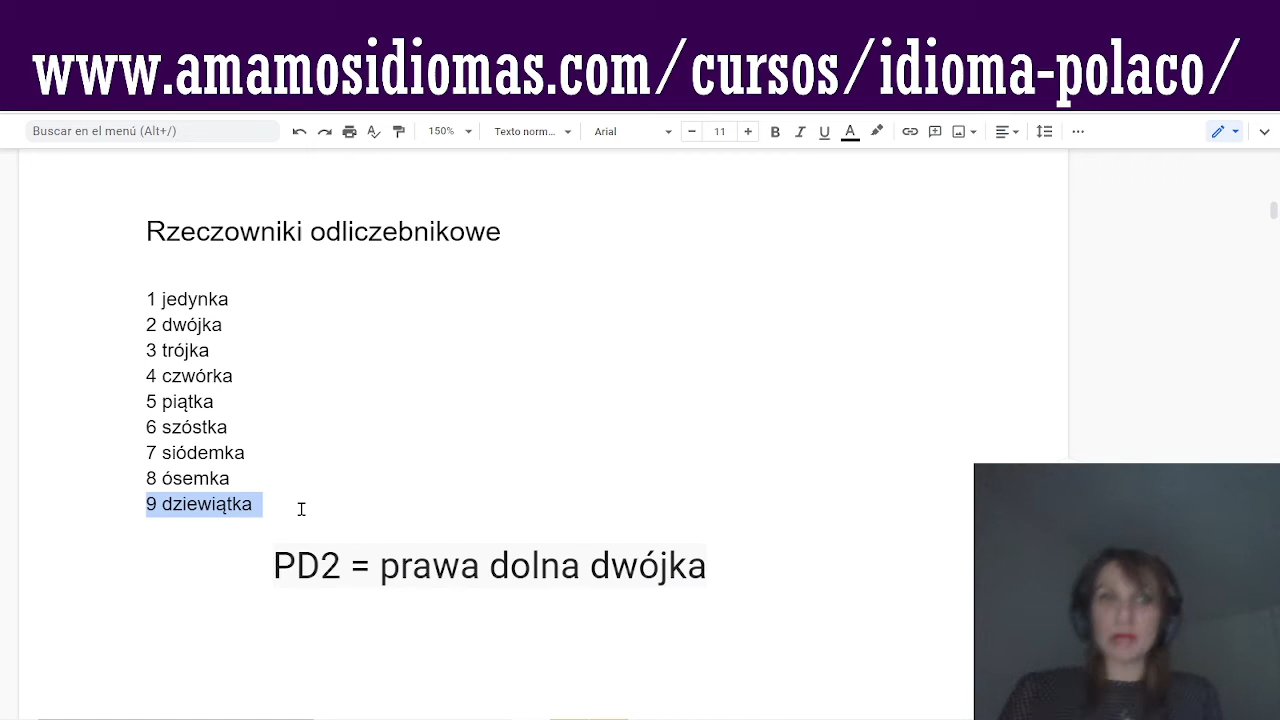 www.amamosidiomas.com/cursos/idioma-polaco/
Buscar en el menú (Alt+/)
150%
Texto norm...
Arial
11
B
I
U
A
Rzeczowniki odliczebnikowe
1 jedynka
2 dwójka
3 trójka
4 czwórka
5 piątka
6 szóstka
7 siódemka
8 ósemka
9 dziewiątka
PD2 = prawa dolna dwójka